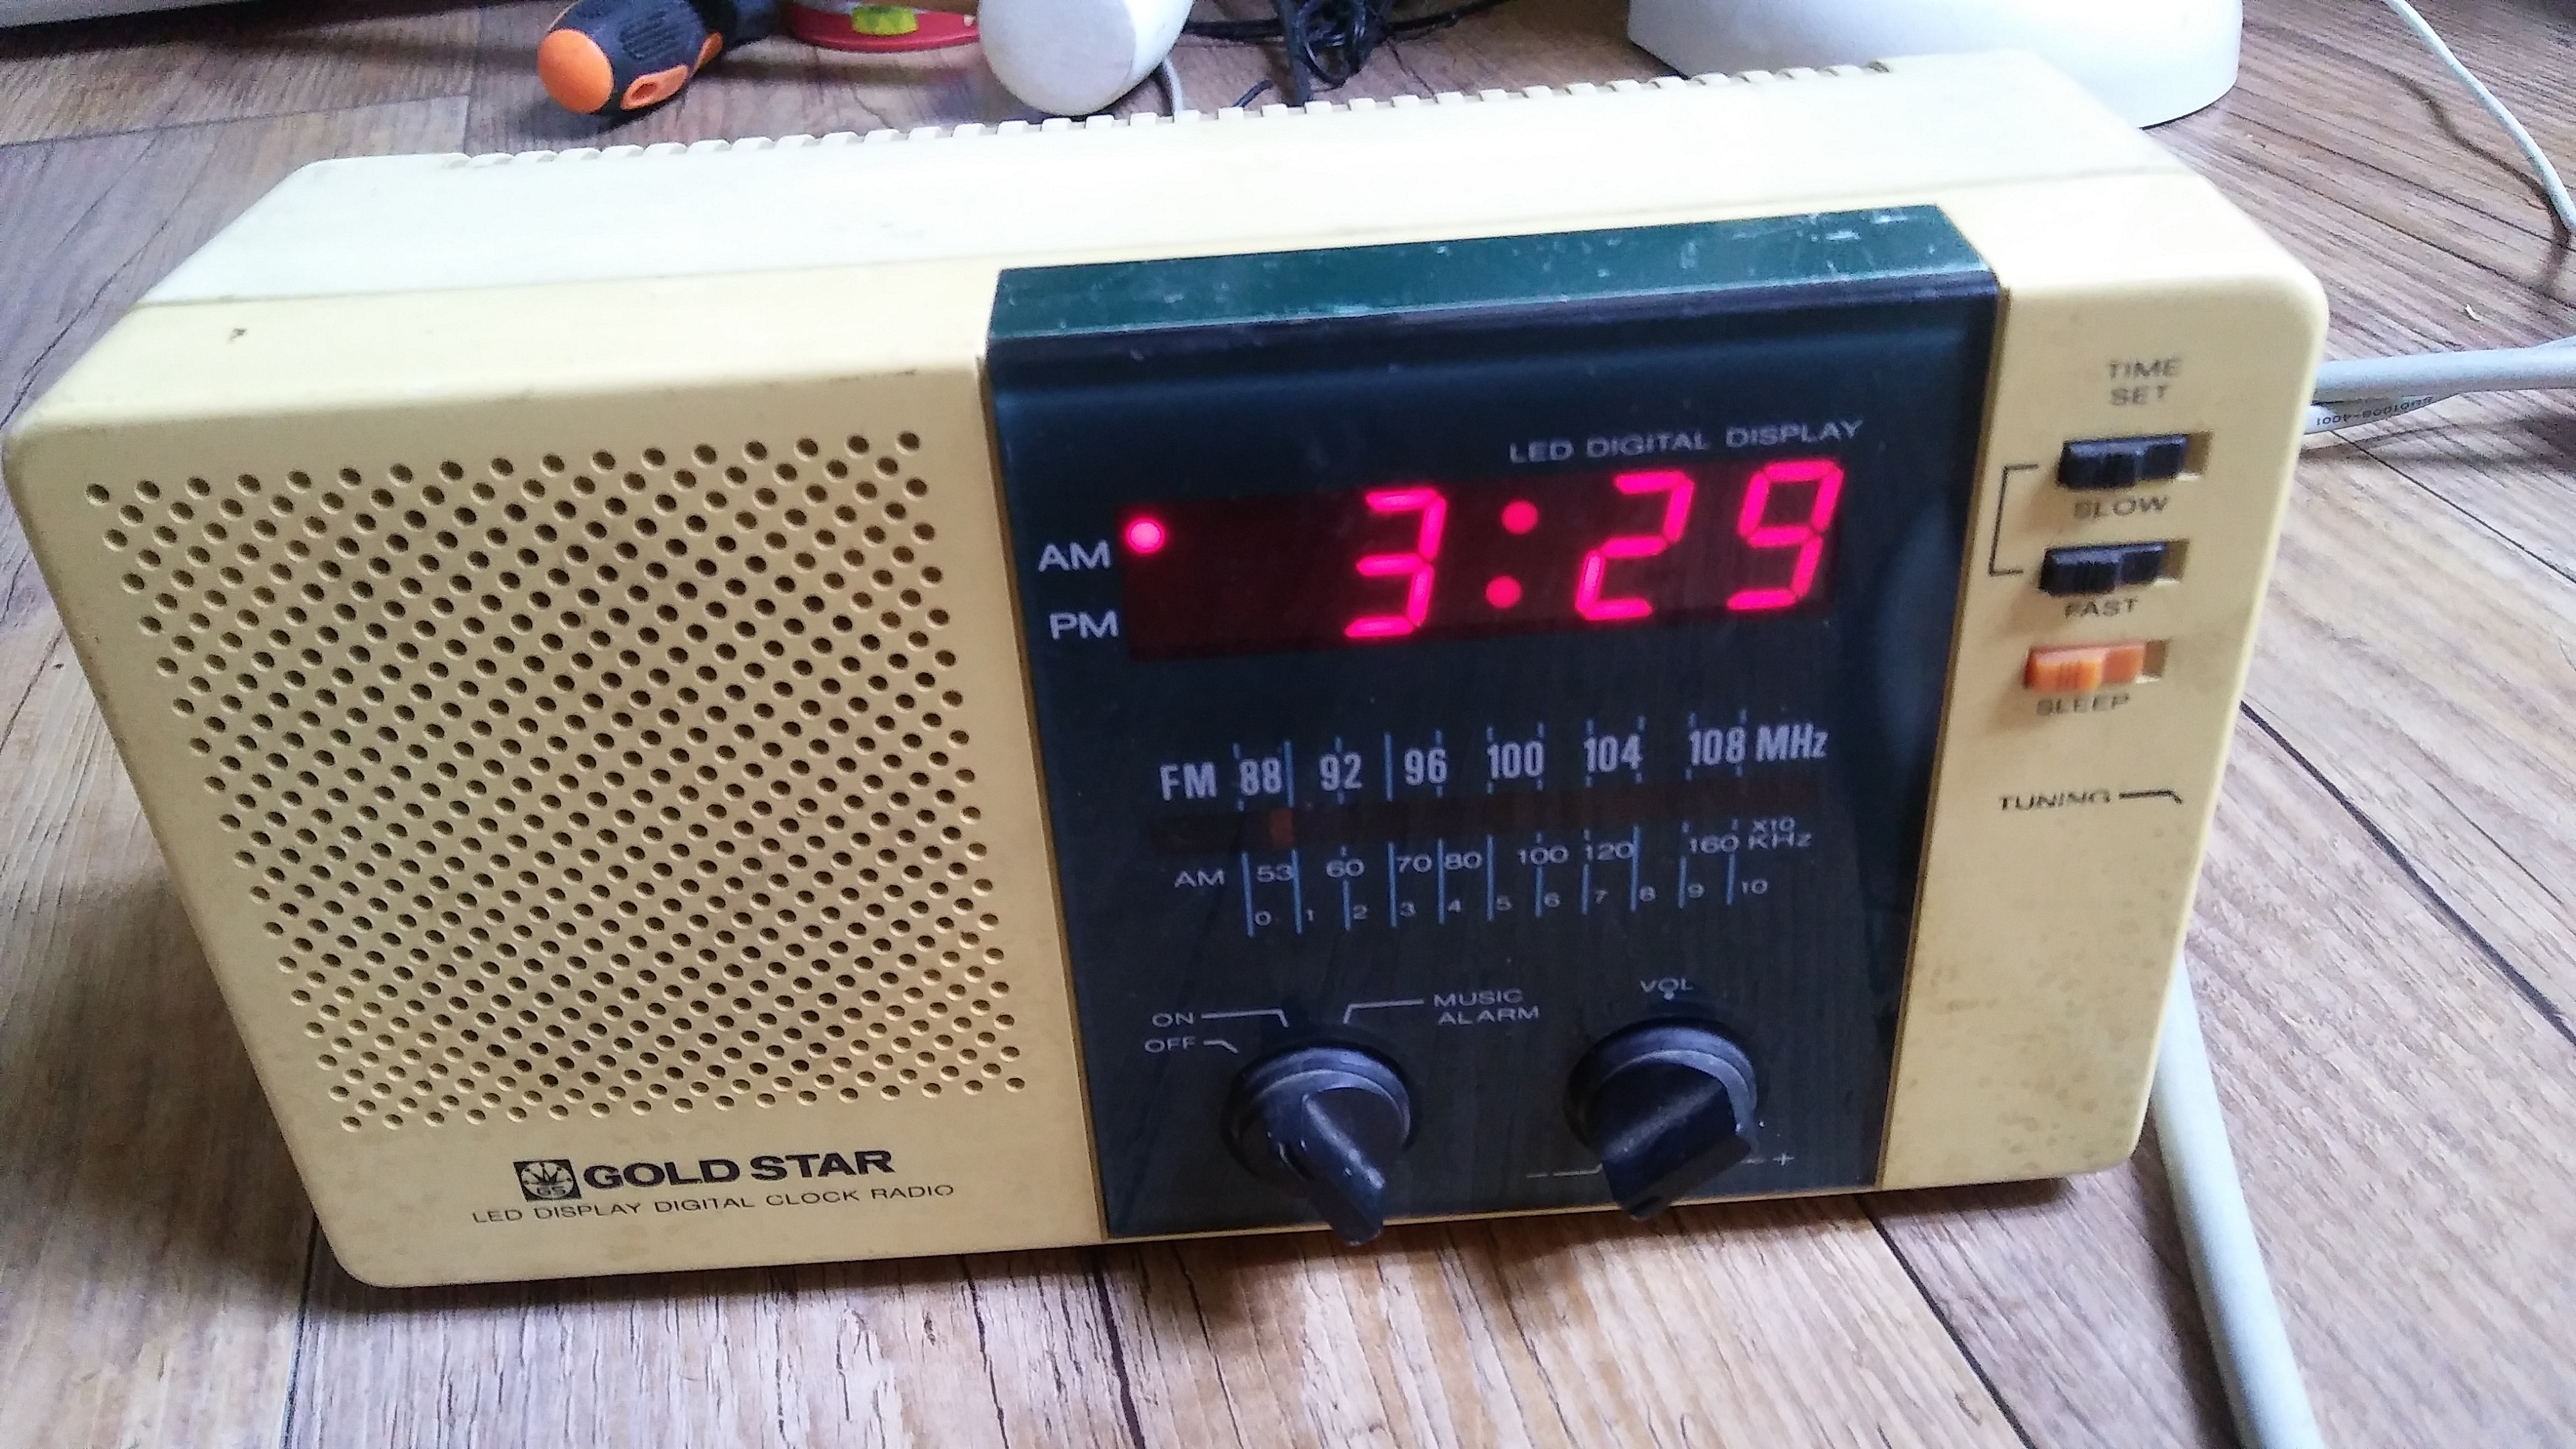 LED DIGITAL DISPLAY
AM
PM
3:29
FM 88 92 96 100 104 108 MHz
AM 53 60 70 80 100 120 160 X10 KHz
0 1 2 3 4 5 6 7 8 9 10
ON
OFF
MUSIC
ALARM
VOL
- +
GS GOLD STAR
LED DISPLAY DIGITAL CLOCK RADIO
TIME
SET
SLOW
FAST
SLEEP
TUNING